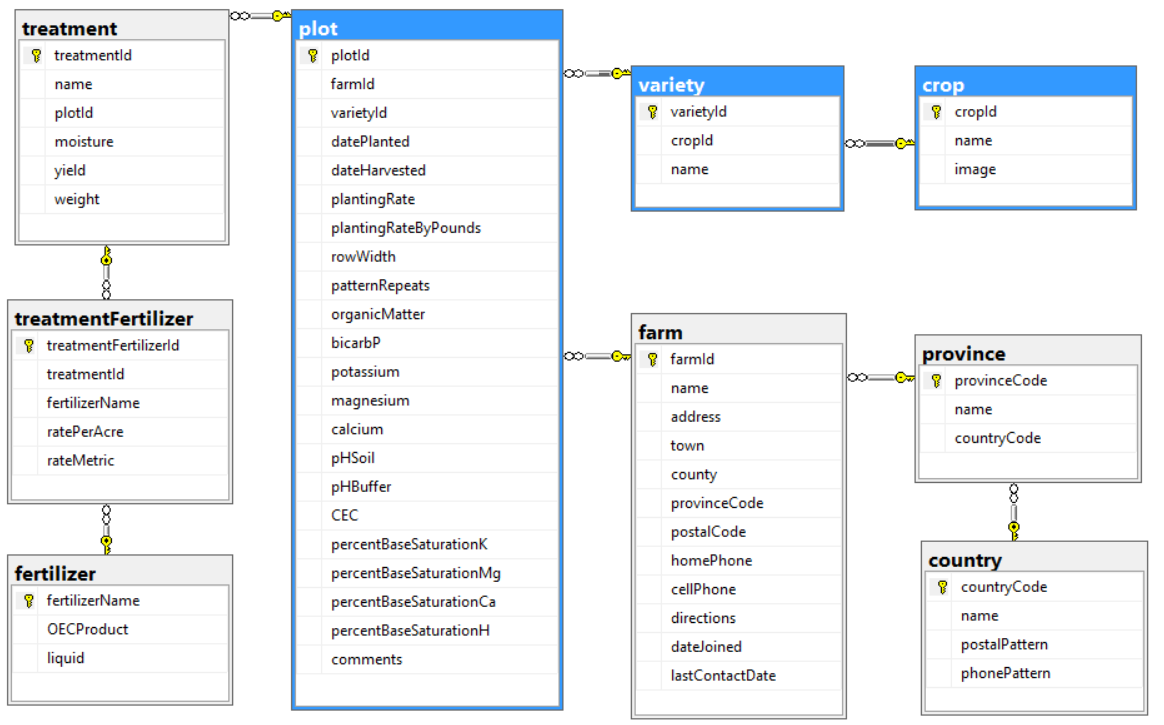 treatment
treatmentId
name
plotId
moisture
yield
weight
treatmentFertilizer
treatmentFertilizerId
treatmentId
fertilizerName
ratePerAcre
rateMetric
fertilizer
fertilizerName
OECProduct
liquid
plot
plotId
farmId
varietyId
datePlanted
dateHarvested
plantingRate
plantingRateByPounds
rowWidth
patternRepeats
organicMatter
bicarbP
potassium
magnesium
calcium
pHSoil
pHBuffer
CEC
percentBaseSaturationK
percentBaseSaturationMg
percentBaseSaturationCa
percentBaseSaturationH
comments
variety
varietyId
cropId
name
crop
cropId
name
image
farm
farmId
name
address
town
county
provinceCode
postalCode
homePhone
cellPhone
directions
dateJoined
lastContactDate
province
provinceCode
name
countryCode
country
countryCode
name
postalPattern
phonePattern